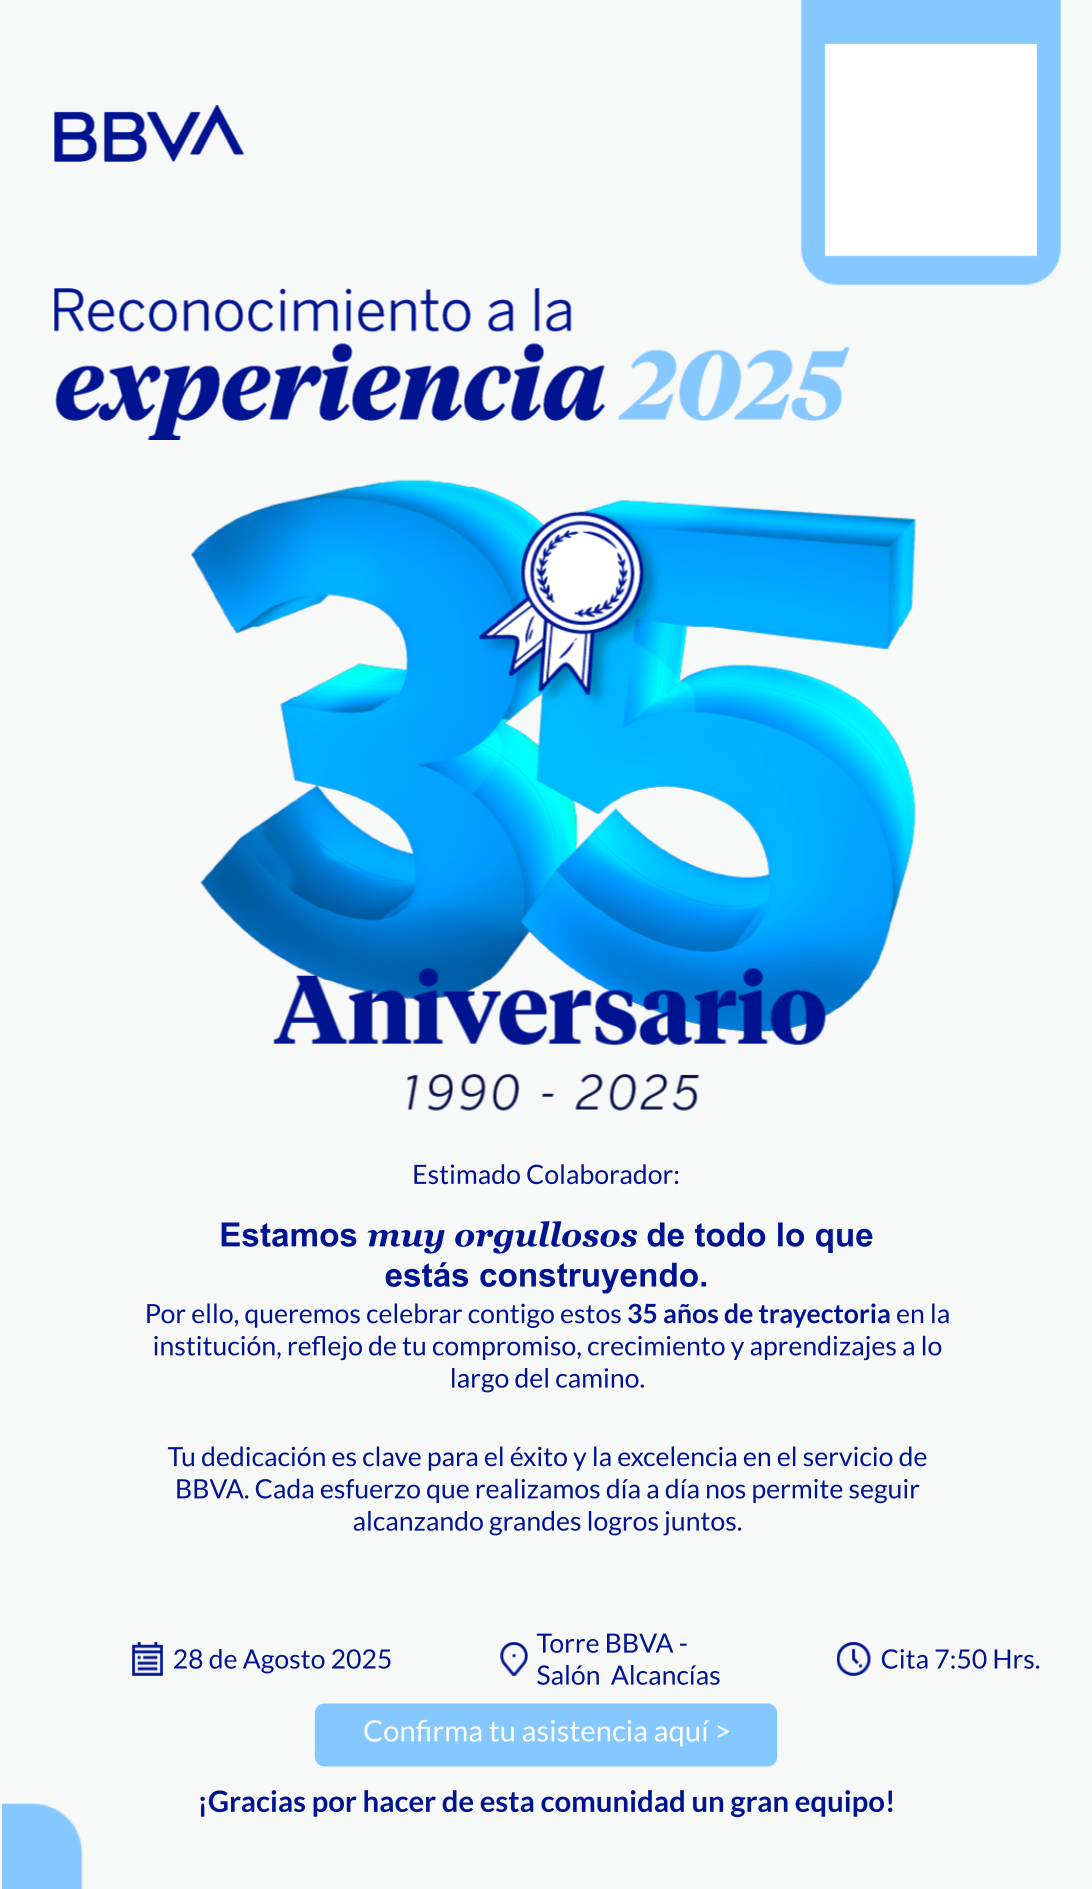 BBVA
Reconocimiento a la
experiencia 2025
35
Aniversario
1990 - 2025
Estimado Colaborador:
Estamos muy orgullosos de todo lo que
estás construyendo.
Por ello, queremos celebrar contigo estos 35 años de trayectoria en la
institución, reflejo de tu compromiso, crecimiento y aprendizajes a lo
largo del camino.
Tu dedicación es clave para el éxito y la excelencia en el servicio de
BBVA. Cada esfuerzo que realizamos día a día nos permite seguir
alcanzando grandes logros juntos.
28 de Agosto 2025
Torre BBVA -
Salón Alcancías
Cita 7:50 Hrs.
Confirma tu asistencia aquí >
¡Gracias por hacer de esta comunidad un gran equipo!